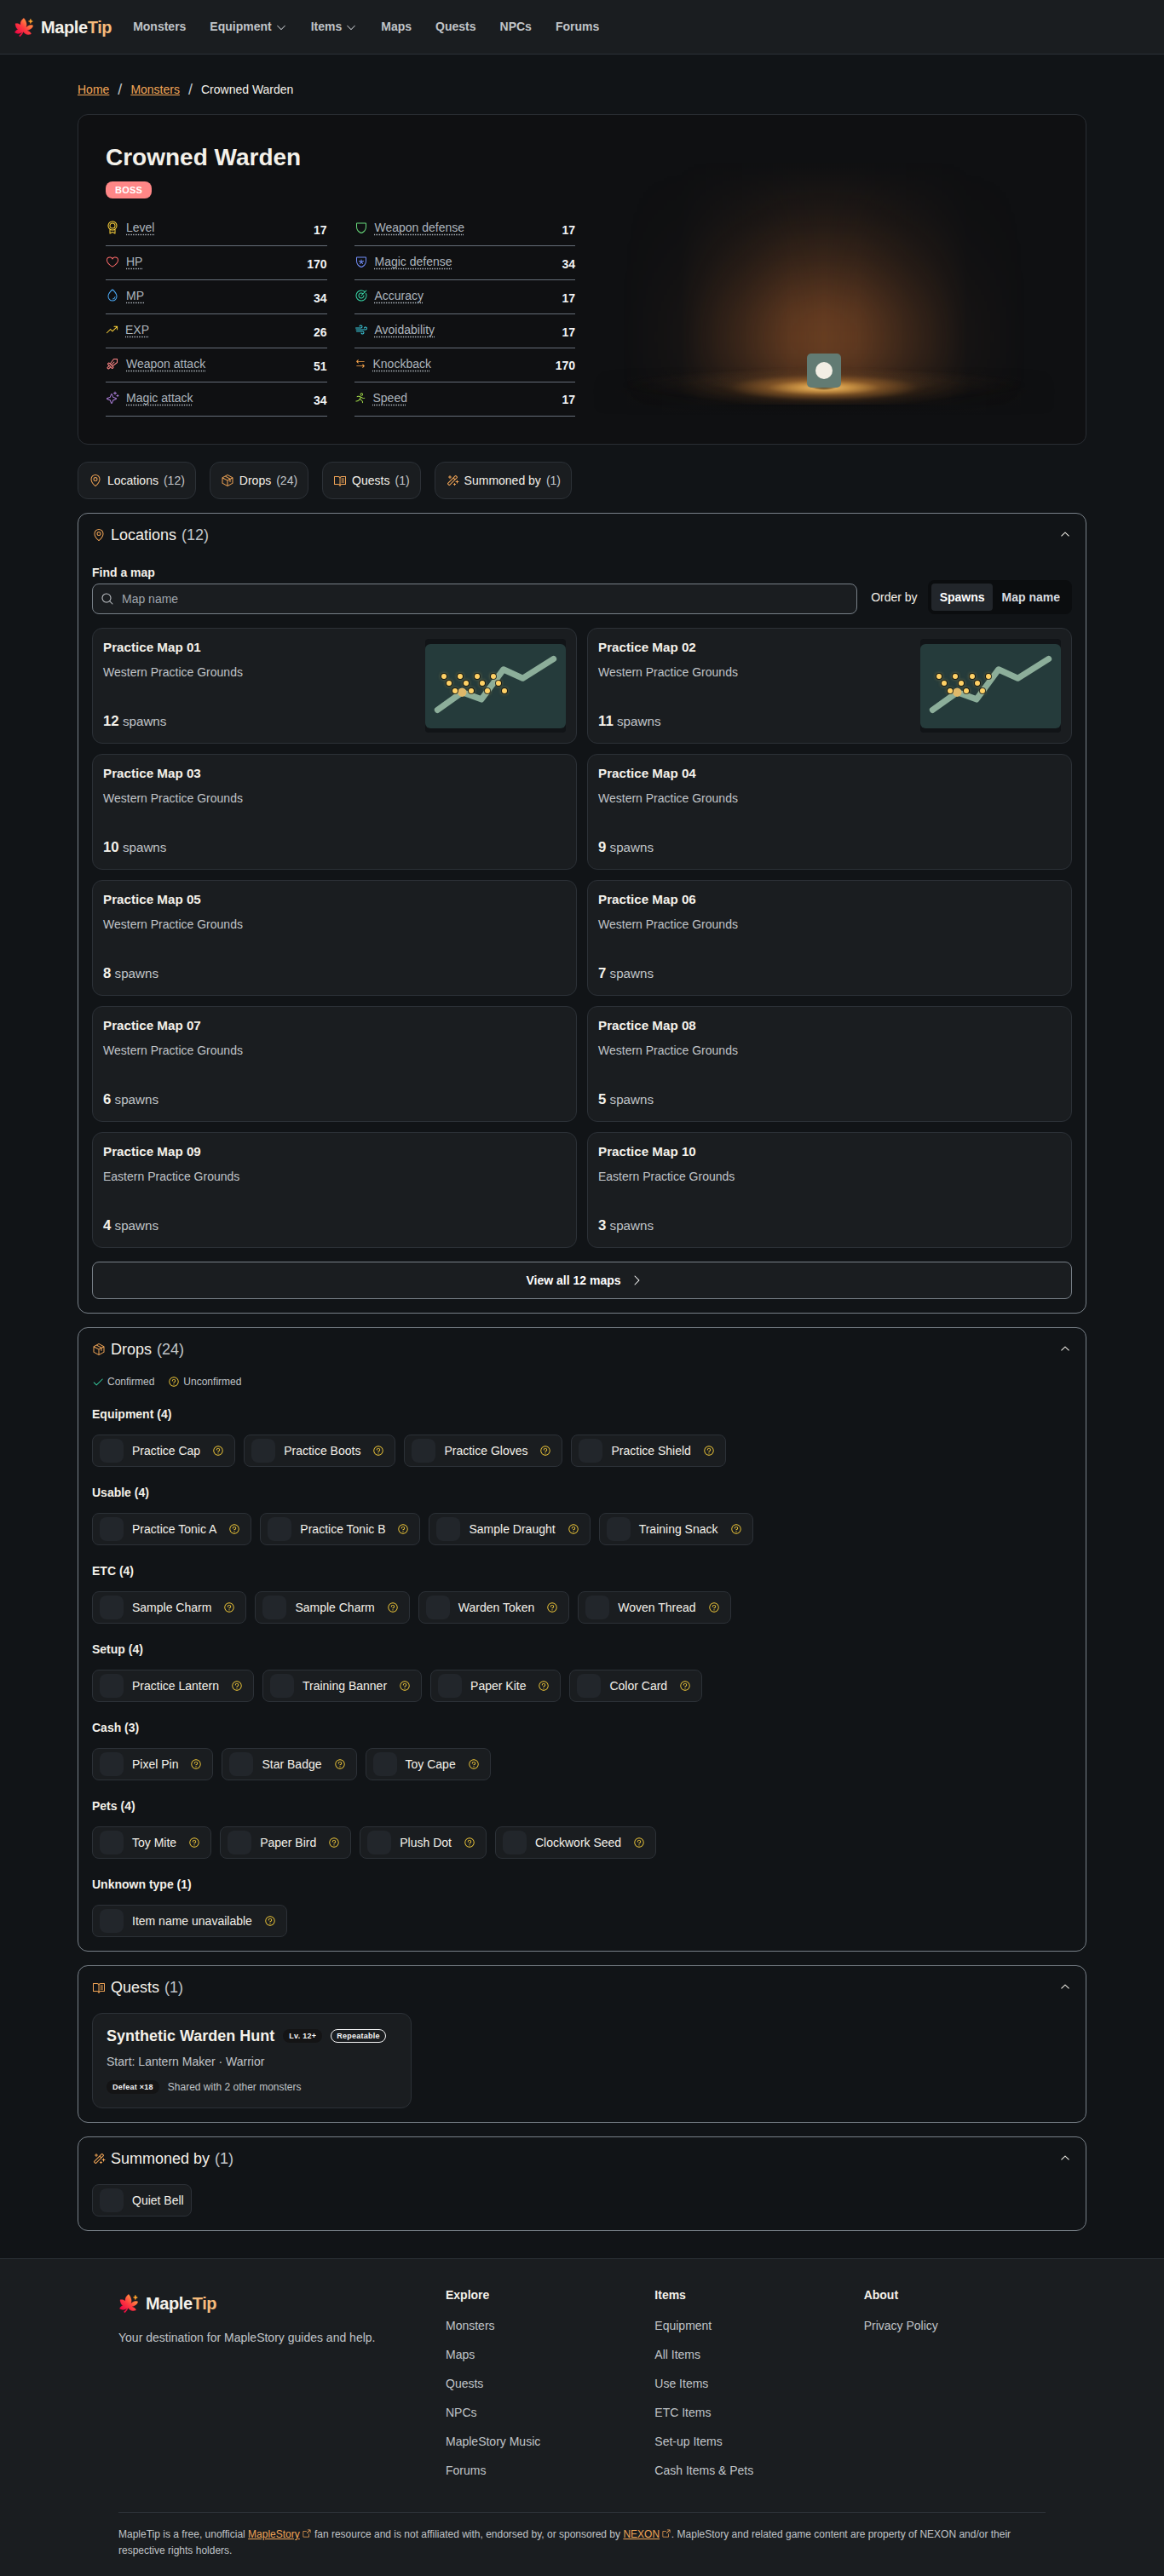 MapleTip Monsters Equipment Items Maps Quests NPCs Forums
Home / Monsters / Crowned Warden
Crowned Warden
BOSS
Level 17 Weapon defense 17
HP 170 Magic defense 34
MP 34 Accuracy 17
EXP 26 Avoidability 17
Weapon attack 51 Knockback 170
Magic attack 34 Speed 17
Locations (12) Drops (24) Quests (1) Summoned by (1)
Locations (12)
Find a map
Map name Order by Spawns Map name
Practice Map 01
Western Practice Grounds
12 spawns
Practice Map 02
Western Practice Grounds
11 spawns
Practice Map 03
Western Practice Grounds
10 spawns
Practice Map 04
Western Practice Grounds
9 spawns
Practice Map 05
Western Practice Grounds
8 spawns
Practice Map 06
Western Practice Grounds
7 spawns
Practice Map 07
Western Practice Grounds
6 spawns
Practice Map 08
Western Practice Grounds
5 spawns
Practice Map 09
Eastern Practice Grounds
4 spawns
Practice Map 10
Eastern Practice Grounds
3 spawns
View all 12 maps
Drops (24)
Confirmed Unconfirmed
Equipment (4)
Practice Cap Practice Boots Practice Gloves Practice Shield
Usable (4)
Practice Tonic A Practice Tonic B Sample Draught Training Snack
ETC (4)
Sample Charm Sample Charm Warden Token Woven Thread
Setup (4)
Practice Lantern Training Banner Paper Kite Color Card
Cash (3)
Pixel Pin Star Badge Toy Cape
Pets (4)
Toy Mite Paper Bird Plush Dot Clockwork Seed
Unknown type (1)
Item name unavailable
Quests (1)
Synthetic Warden Hunt Lv. 12+ Repeatable
Start: Lantern Maker · Warrior
Defeat ×18 Shared with 2 other monsters
Summoned by (1)
Quiet Bell
MapleTip
Your destination for MapleStory guides and help.
Explore
Monsters
Maps
Quests
NPCs
MapleStory Music
Forums
Items
Equipment
All Items
Use Items
ETC Items
Set-up Items
Cash Items & Pets
About
Privacy Policy
MapleTip is a free, unofficial MapleStory fan resource and is not affiliated with, endorsed by, or sponsored by NEXON. MapleStory and related game content are property of NEXON and/or their
respective rights holders.